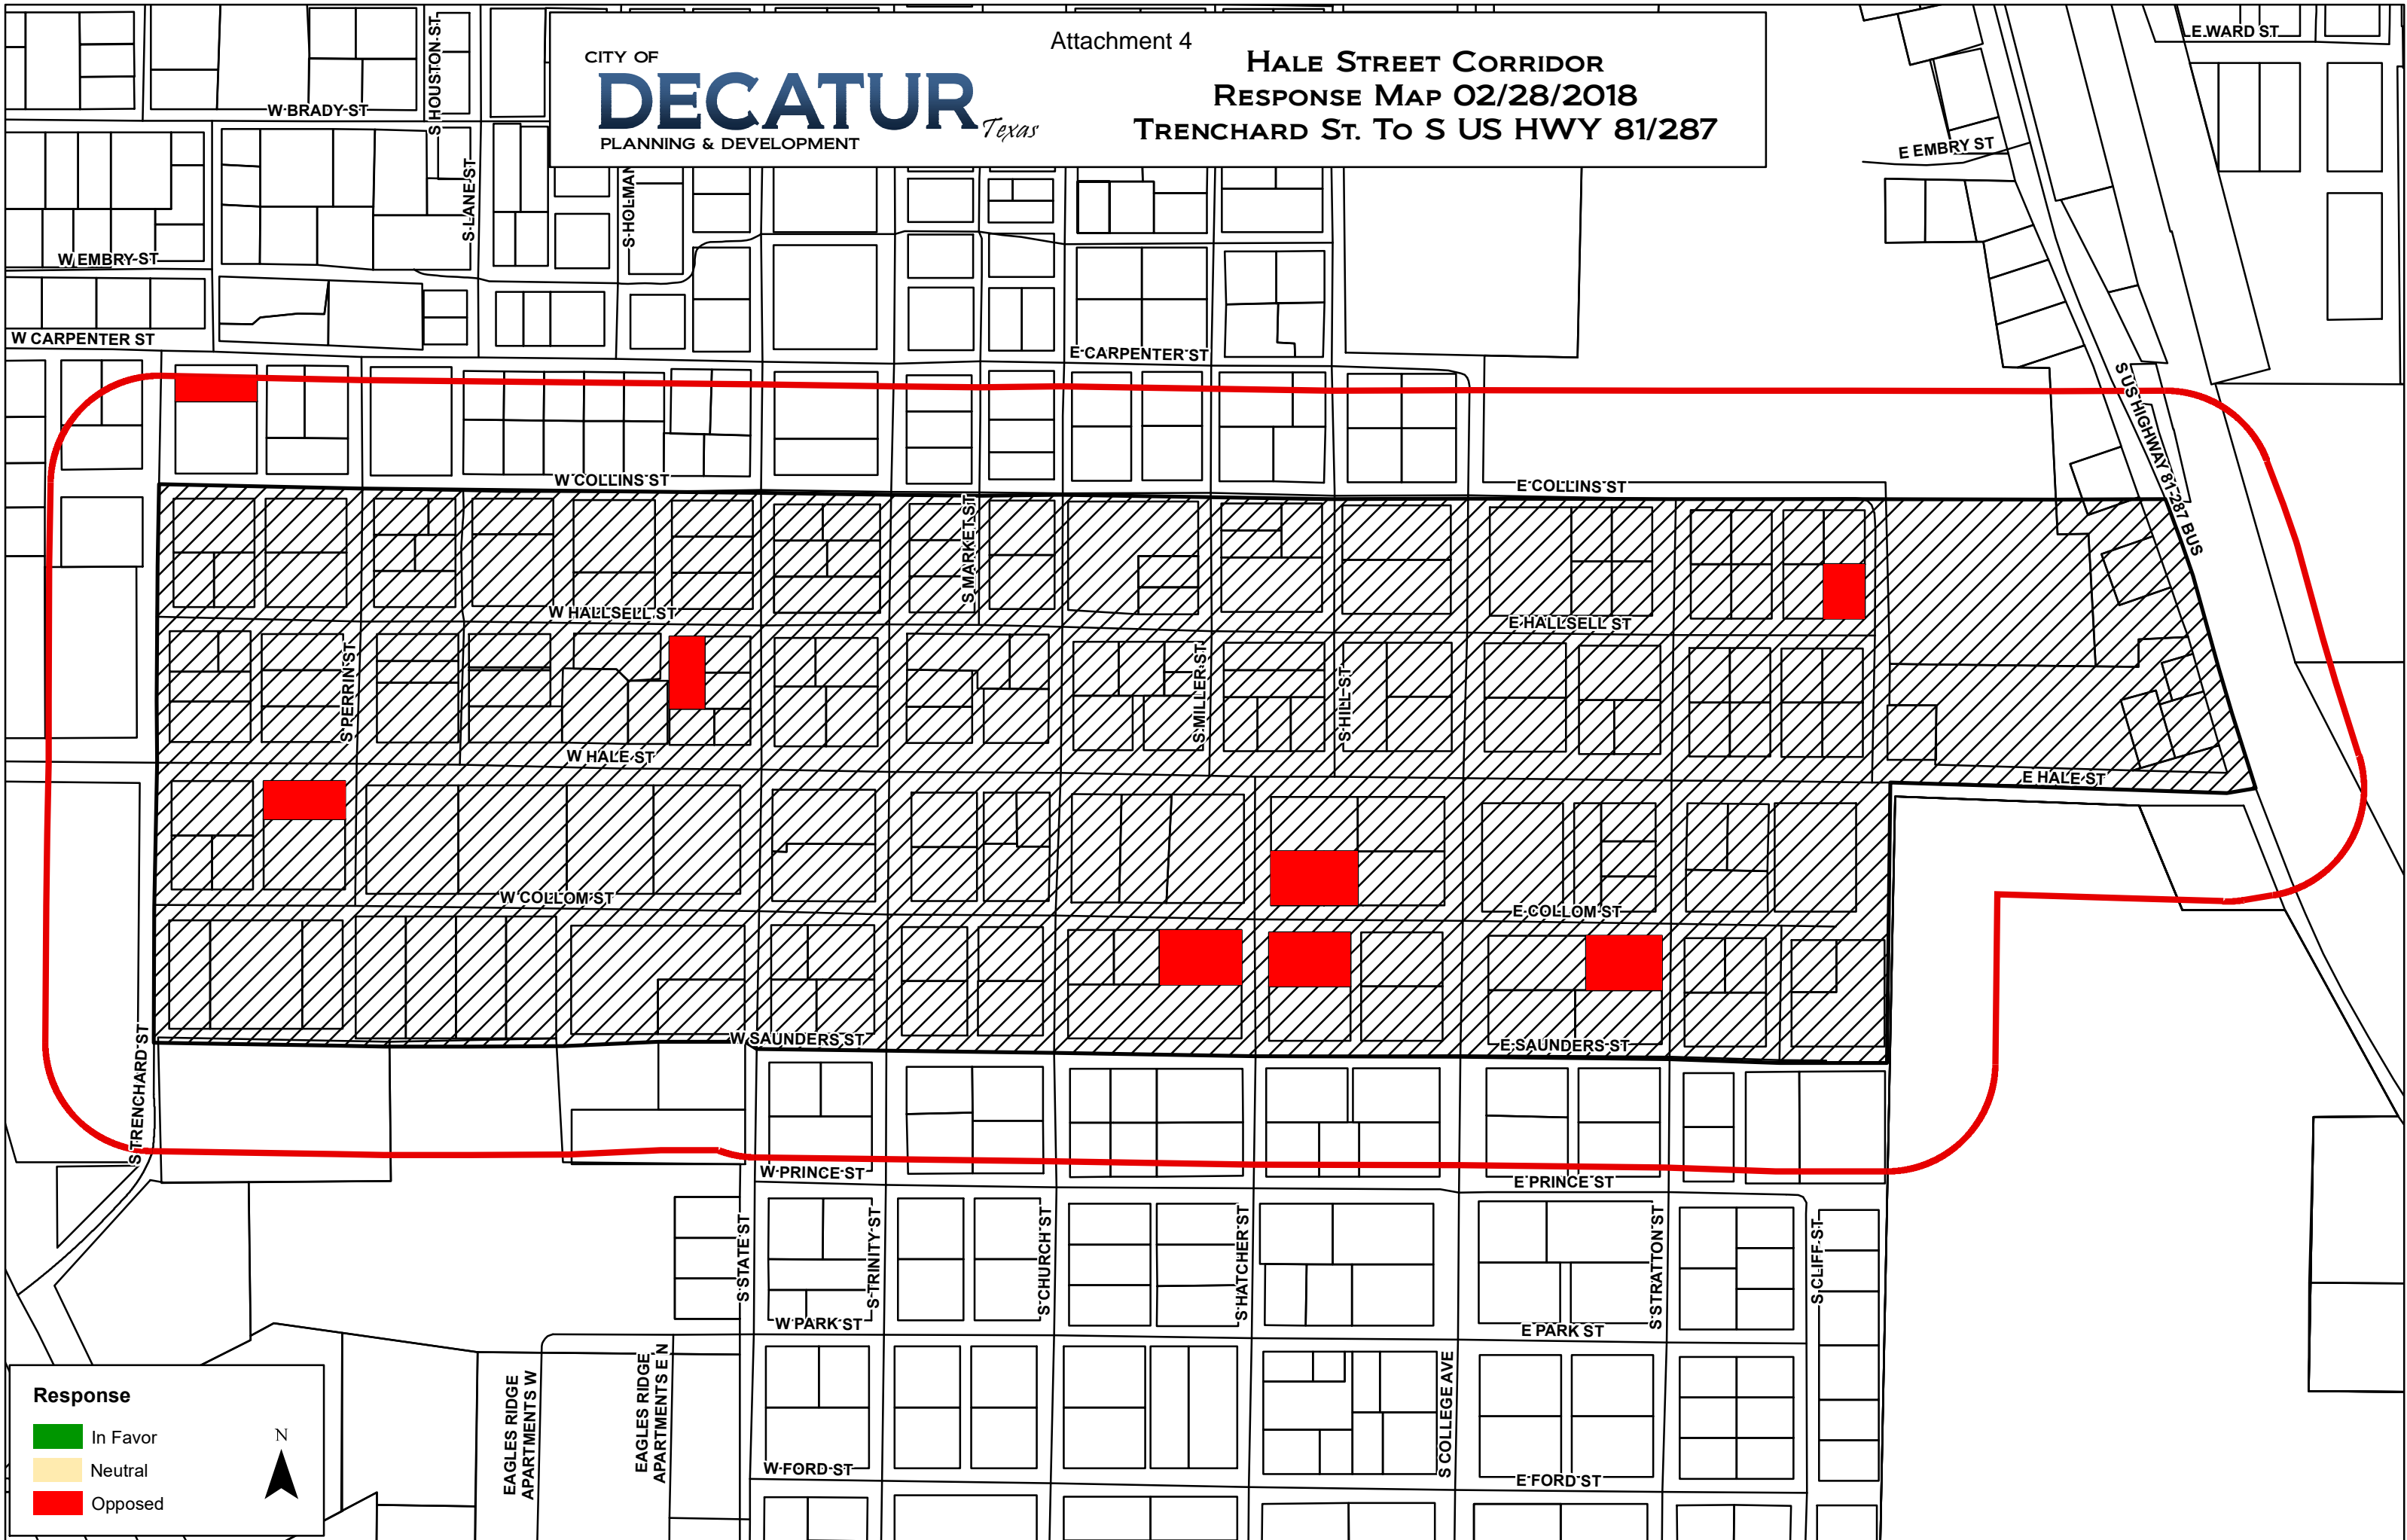 Attachment 4
CITY OF
DECATUR
Texas
PLANNING & DEVELOPMENT
HALE STREET CORRIDOR
RESPONSE MAP 02/28/2018
TRENCHARD ST. TO S US HWY 81/287
E WARD ST
S HOUSTON ST
W BRADY ST
E EMBRY ST
S LANE ST
S HOLMAN
W EMBRY ST
W CARPENTER ST
E CARPENTER ST
S US HIGHWAY 81-287 BUS
W COLLINS ST
E COLLINS ST
S MARKET ST
W HALLSELL ST
E HALLSELL ST
S PERRIN ST
S MILLER ST
S HILL ST
W HALE ST
E HALE ST
W COLLOM ST
E COLLOM ST
W SAUNDERS ST
E SAUNDERS ST
S TRENCHARD ST
W PRINCE ST
E PRINCE ST
S STATE ST
S TRINITY ST
S CHURCH ST
S HATCHER ST
S STRATTON ST
S CLIFF ST
W PARK ST
E PARK ST
EAGLES RIDGE
APARTMENTS W
EAGLES RIDGE
APARTMENTS E N
S COLLEGE AVE
W FORD ST
E FORD ST
Response
In Favor
Neutral
Opposed
N